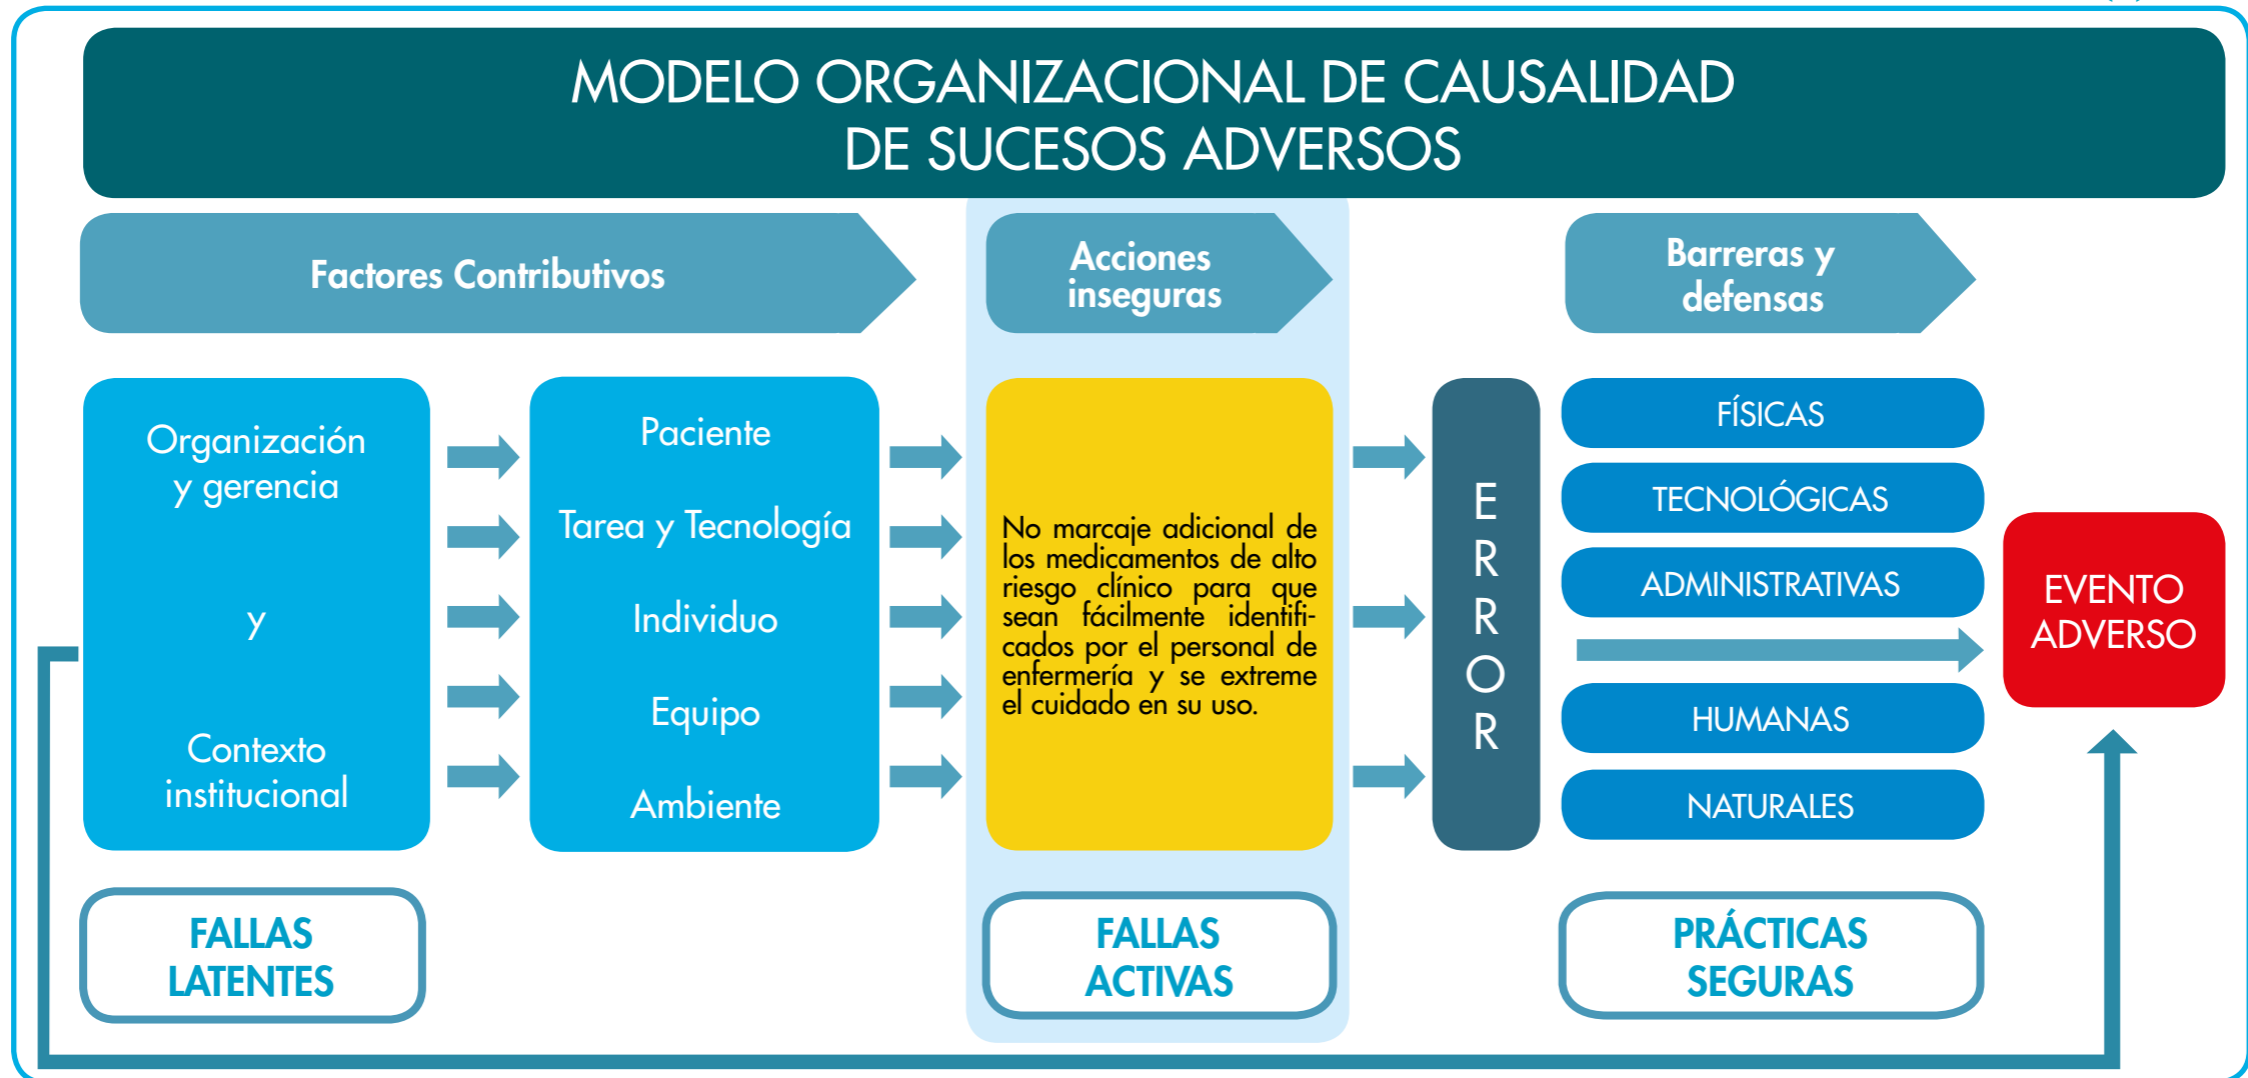 MODELO ORGANIZACIONAL DE CAUSALIDAD
DE SUCESOS ADVERSOS
Factores Contributivos
Acciones
inseguras
Barreras y
defensas
Organización
y gerencia
y
Contexto
institucional
Paciente
Tarea y Tecnología
Individuo
Equipo
Ambiente
No marcaje adicional de
los medicamentos de alto
riesgo clínico para que
sean fácilmente identifi-
cados por el personal de
enfermería y se extreme
el cuidado en su uso.
E
R
R
O
R
FÍSICAS
TECNOLÓGICAS
ADMINISTRATIVAS
HUMANAS
NATURALES
EVENTO
ADVERSO
FALLAS
LATENTES
FALLAS
ACTIVAS
PRÁCTICAS
SEGURAS